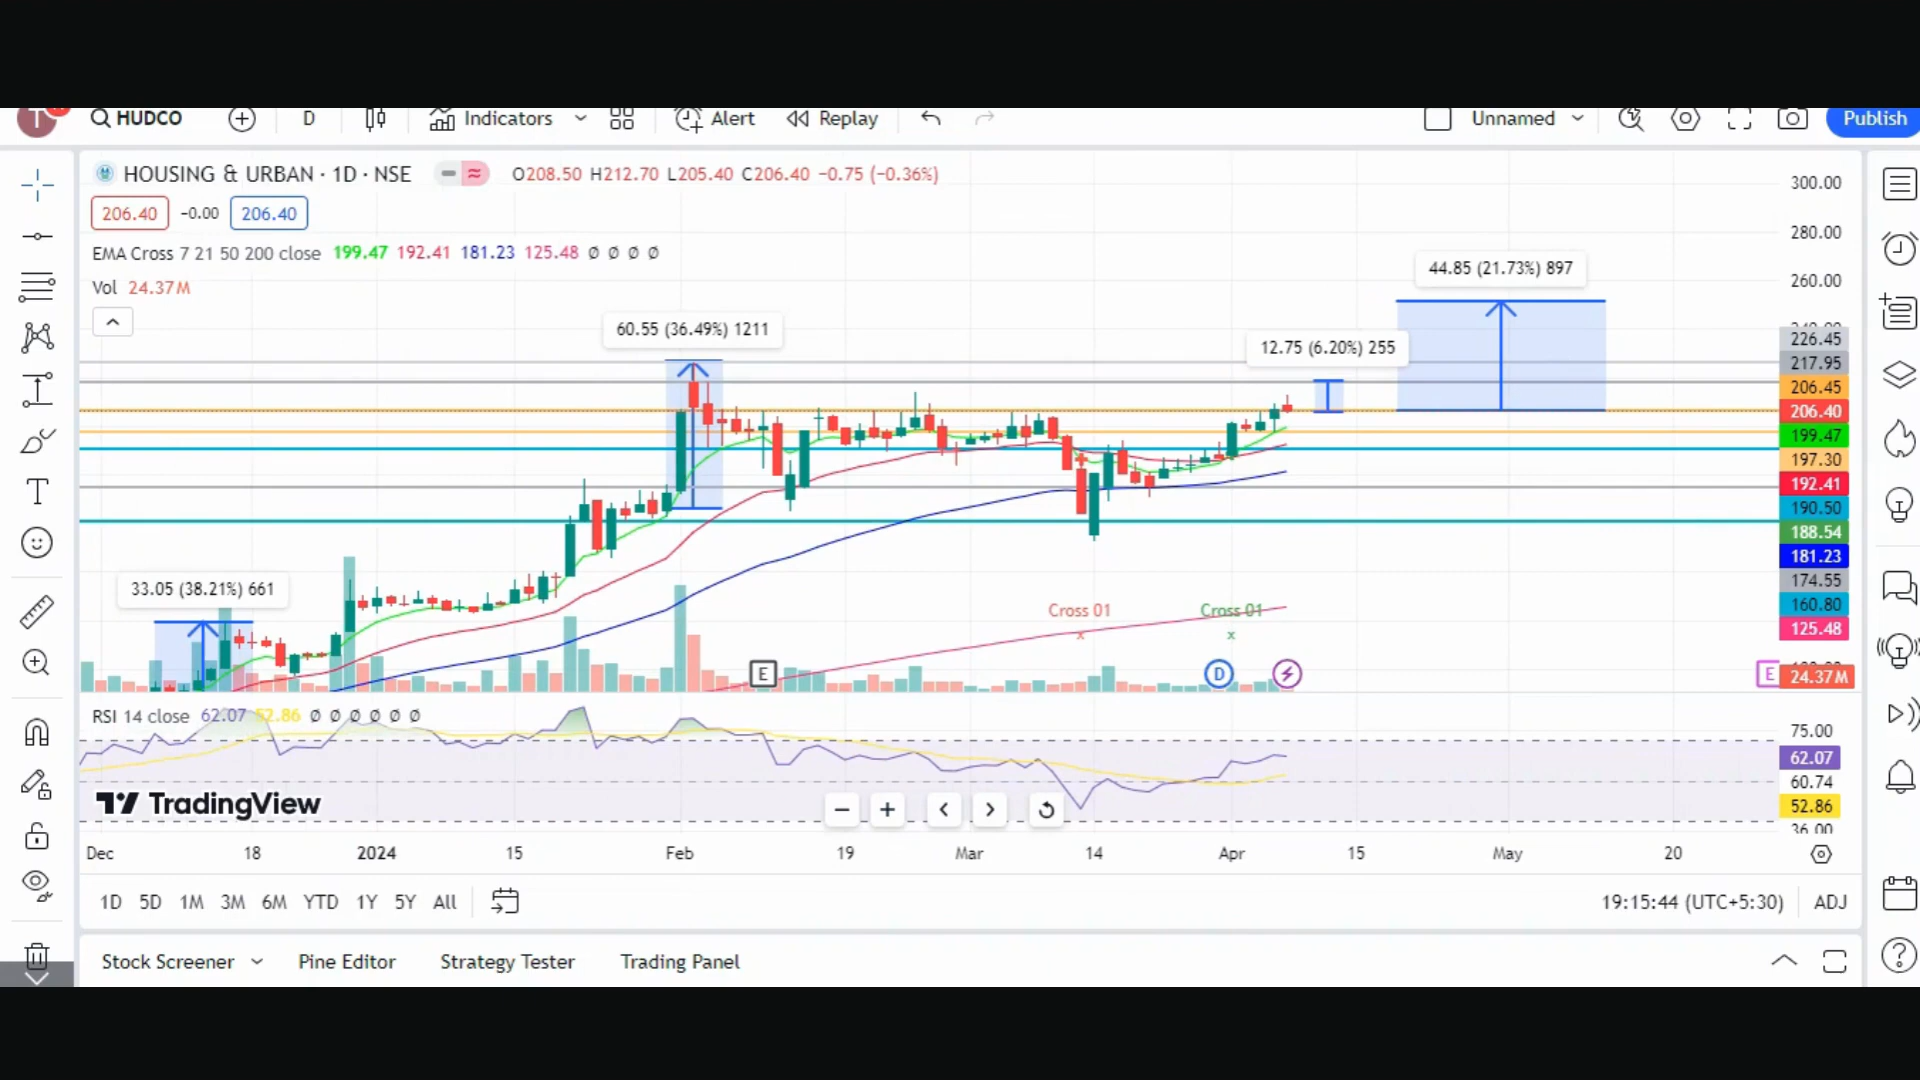 T HUDCO D Indicators Alert Replay Unnamed Publish
HOUSING & URBAN · 1D · NSE O208.50 H212.70 L205.40 C206.40 −0.75 (−0.36%)
206.40 −0.00 206.40
EMA Cross 7 21 50 200 close 199.47 192.41 181.23 125.48 Ø Ø Ø Ø
Vol 24.37M
60.55 (36.49%) 1211
44.85 (21.73%) 897
12.75 (6.20%) 255
33.05 (38.21%) 661
Cross 01
Cross 01
E
D
E
300.00
280.00
260.00
226.45
217.95
206.45
206.40
199.47
197.30
192.41
190.50
188.54
181.23
174.55
160.80
125.48
24.37M
RSI 14 close 62.07 52.86 Ø Ø Ø Ø Ø Ø
75.00
62.07
60.74
52.86
36.00
TradingView
Dec 18 2024 15 Feb 19 Mar 14 Apr 15 May 20
1D 5D 1M 3M 6M YTD 1Y 5Y All 19:15:44 (UTC+5:30) ADJ
Stock Screener Pine Editor Strategy Tester Trading Panel